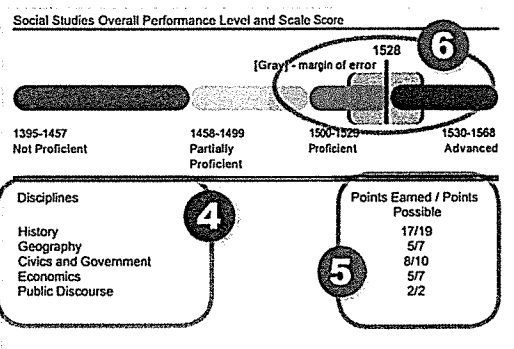 Social Studies Overall Performance Level and Scale Score
1528
6
[Gray] - margin of error
1395-1457 1458-1499 1500-1529 1530-1568
Not Proficient Partially Proficient Advanced
Proficient
Disciplines Points Earned / Points
Possible
4
History 17/19
Geography 5/7
Civics and Government 8/10
5
Economics 5/7
Public Discourse 2/2